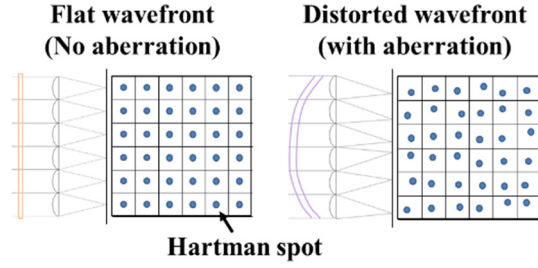 Flat wavefront
(No aberration)
Distorted wavefront
(with aberration)
Hartman spot